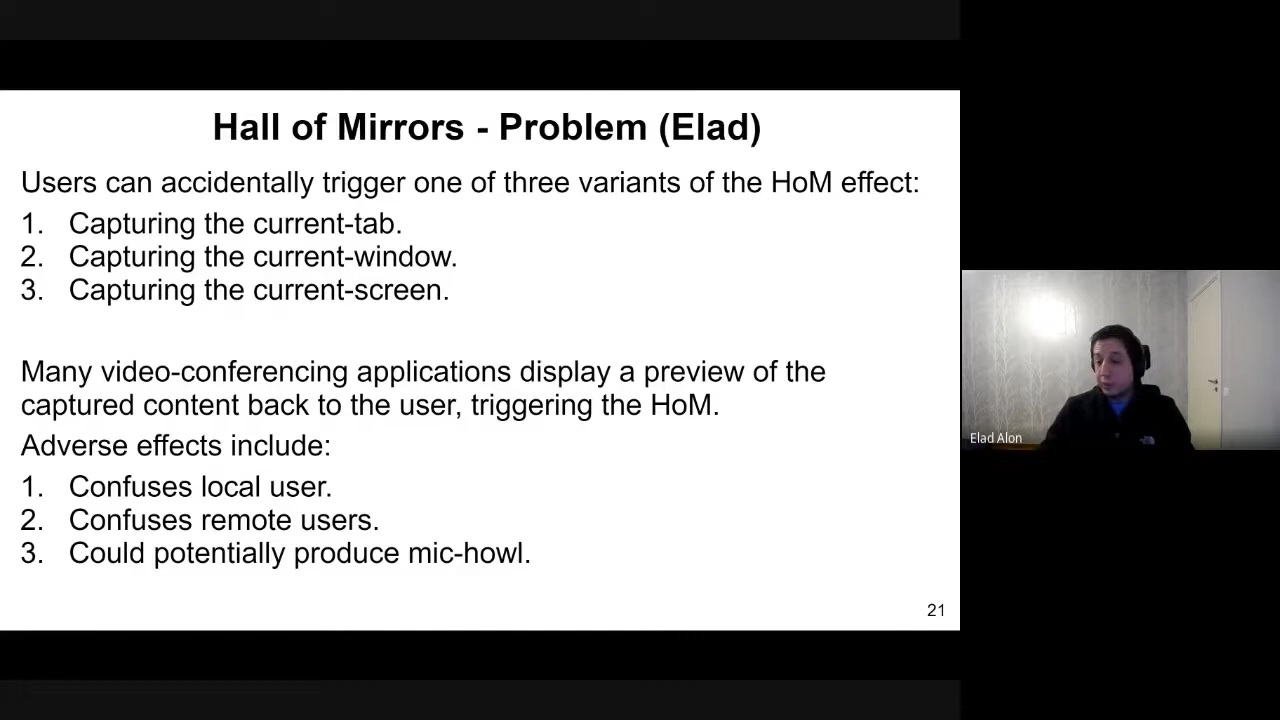 Hall of Mirrors - Problem (Elad)
Users can accidentally trigger one of three variants of the HoM effect:
1. Capturing the current-tab.
2. Capturing the current-window.
3. Capturing the current-screen.
Many video-conferencing applications display a preview of the
captured content back to the user, triggering the HoM.
Adverse effects include:
1. Confuses local user.
2. Confuses remote users.
3. Could potentially produce mic-howl.
21
Elad Alon